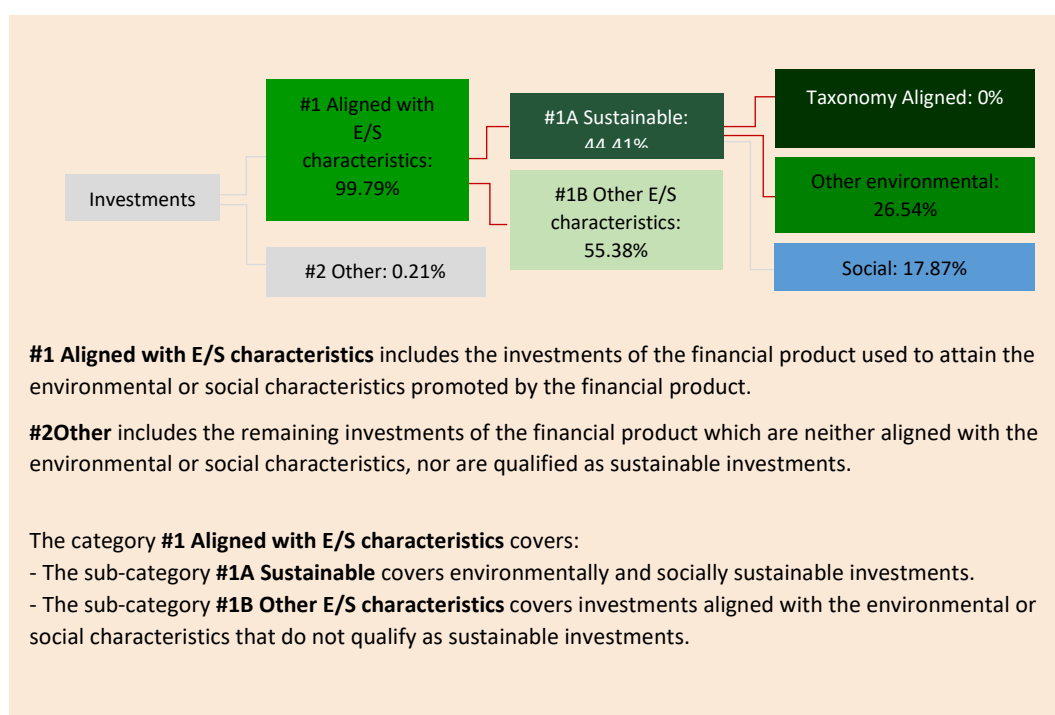 Investments
#1 Aligned with
E/S
characteristics:
99.79%
#2 Other: 0.21%
#1A Sustainable:
44.41%
#1B Other E/S
characteristics:
55.38%
Taxonomy Aligned: 0%
Other environmental:
26.54%
Social: 17.87%
#1 Aligned with E/S characteristics includes the investments of the financial product used to attain the
environmental or social characteristics promoted by the financial product.
#2Other includes the remaining investments of the financial product which are neither aligned with the
environmental or social characteristics, nor are qualified as sustainable investments.
The category #1 Aligned with E/S characteristics covers:
- The sub-category #1A Sustainable covers environmentally and socially sustainable investments.
- The sub-category #1B Other E/S characteristics covers investments aligned with the environmental or
social characteristics that do not qualify as sustainable investments.